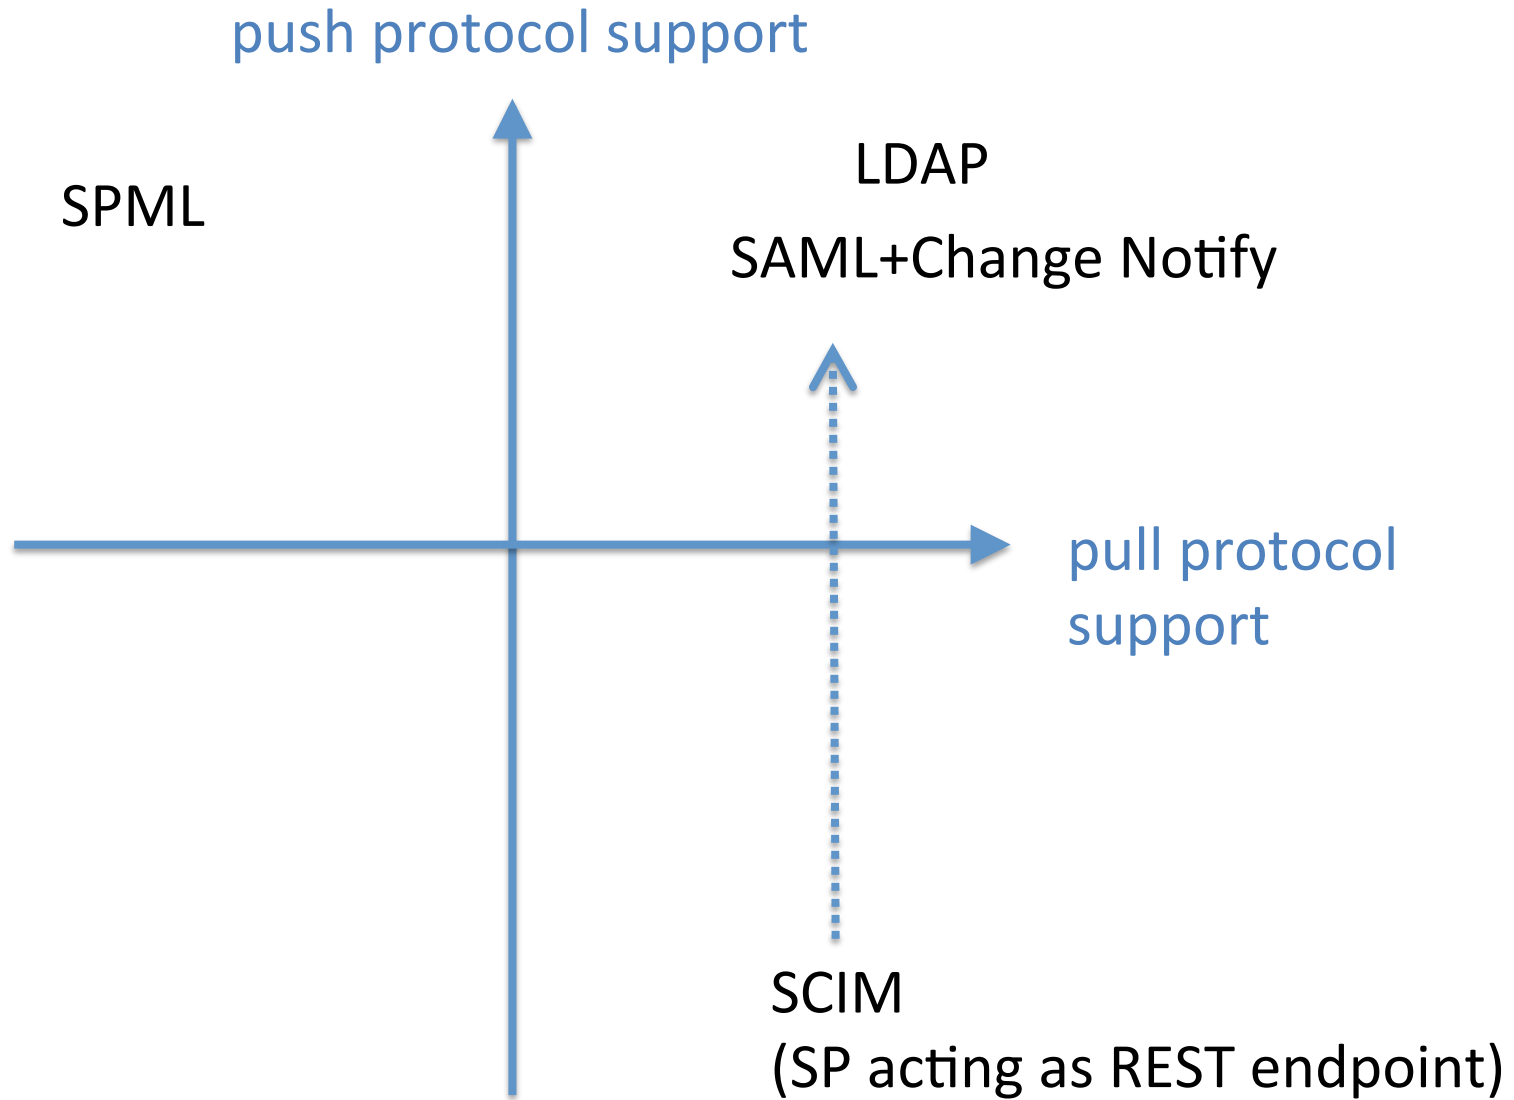 push protocol support
LDAP
SPML
SAML+Change Notify
pull protocol
support
SCIM
(SP acting as REST endpoint)